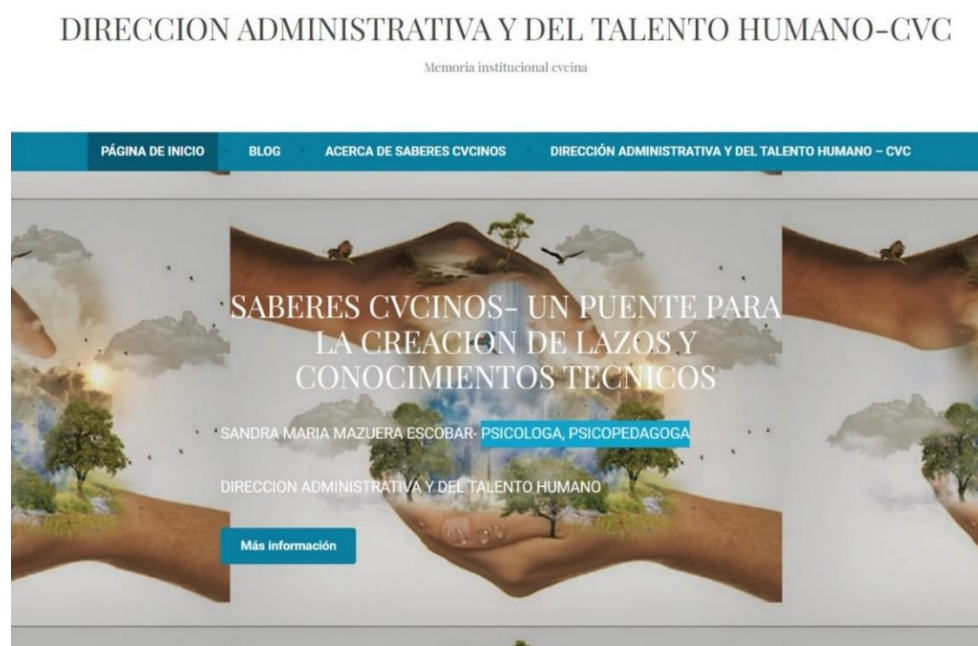 DIRECCION ADMINISTRATIVA Y DEL TALENTO HUMANO-CVC
Memoria institucional cvcina
PÁGINA DE INICIO
BLOG
ACERCA DE SABERES CVCINOS
DIRECCIÓN ADMINISTRATIVA Y DEL TALENTO HUMANO – CVC
SABERES CVCINOS- UN PUENTE PARA
LA CREACION DE LAZOS Y
CONOCIMIENTOS TECNICOS
SANDRA MARIA MAZUERA ESCOBAR- PSICOLOGA, PSICOPEDAGOGA
DIRECCION ADMINISTRATIVA Y DEL TALENTO HUMANO
Más información